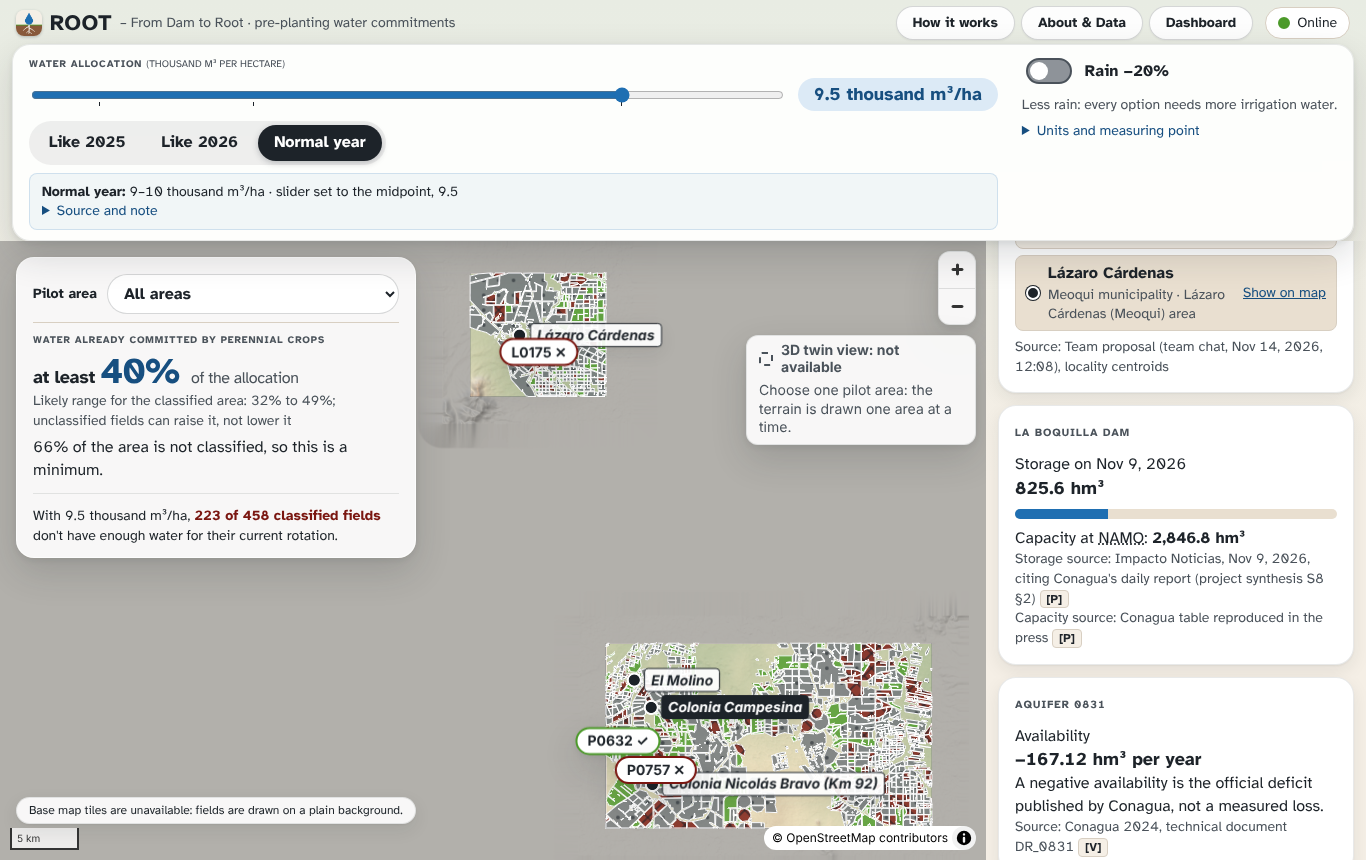 ROOT – From Dam to Root · pre-planting water commitments
How it works
About & Data
Dashboard
Online
WATER ALLOCATION (THOUSAND M³ PER HECTARE)
9.5 thousand m³/ha
Like 2025
Like 2026
Normal year
Normal year: 9–10 thousand m³/ha · slider set to the midpoint, 9.5
Source and note
Rain −20%
Less rain: every option needs more irrigation water.
Units and measuring point
Pilot area
All areas
WATER ALREADY COMMITTED BY PERENNIAL CROPS
at least 40% of the allocation
Likely range for the classified area: 32% to 49%;
unclassified fields can raise it, not lower it
66% of the area is not classified, so this is a
minimum.
With 9.5 thousand m³/ha, 223 of 458 classified fields
don't have enough water for their current rotation.
Lázaro Cárdenas
L0175 ×
+
−
3D twin view: not
available
Choose one pilot area: the
terrain is drawn one area at a
time.
El Molino
Colonia Campesina
P0632 ✓
P0757 ×
Colonia Nicolás Bravo (Km 92)
Base map tiles are unavailable: fields are drawn on a plain background.
5 km
© OpenStreetMap contributors
Lázaro Cárdenas
Meoqui municipality · Lázaro
Cárdenas (Meoqui) area
Show on map
Source: Team proposal (team chat, Nov 14, 2026,
12:08), locality centroids
LA BOQUILLA DAM
Storage on Nov 9, 2026
825.6 hm³
Capacity at NAMO: 2,846.8 hm³
Storage source: Impacto Noticias, Nov 9, 2026,
citing Conagua's daily report (project synthesis S8
§2) [P]
Capacity source: Conagua table reproduced in the
press [P]
AQUIFER 0831
Availability
−167.12 hm³ per year
A negative availability is the official deficit
published by Conagua, not a measured loss.
Source: Conagua 2024, technical document
DR_0831 [V]